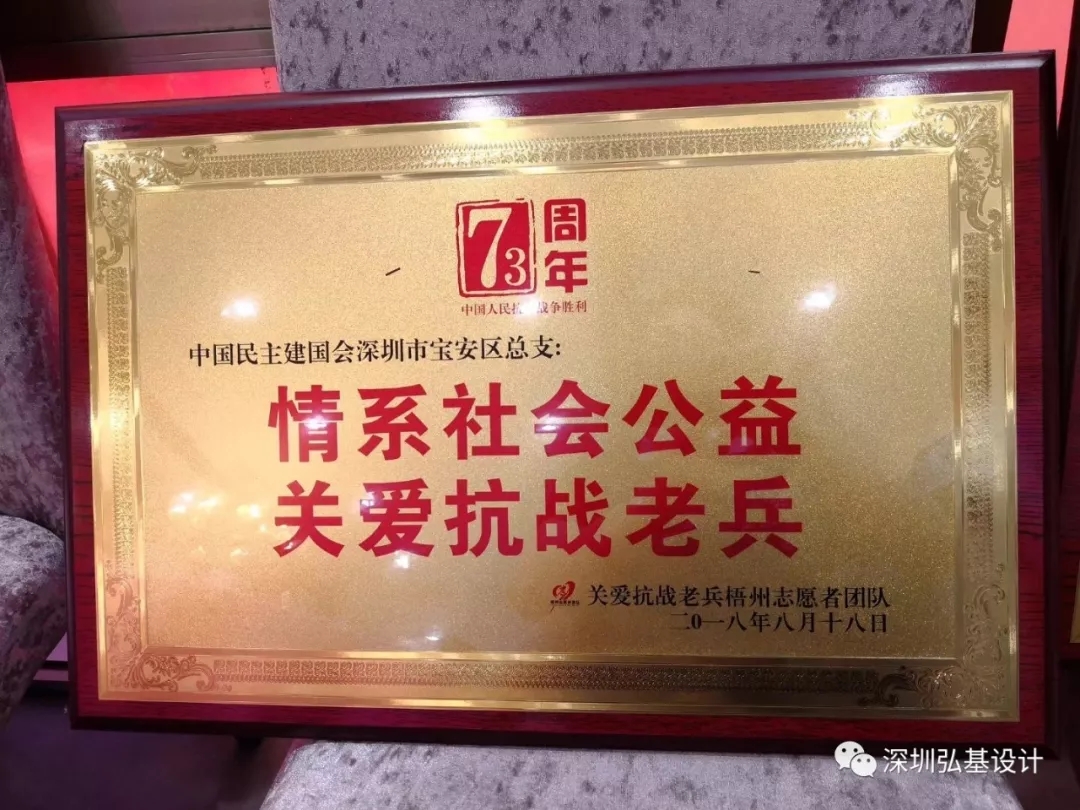 73周年
中国人民抗 战争胜利
中国民主建国会深圳市宝安区总支:
情系社会公益
关爱抗战老兵
关爱抗战老兵梧州志愿者团队
二0一八年八月十八日
深圳弘基设计